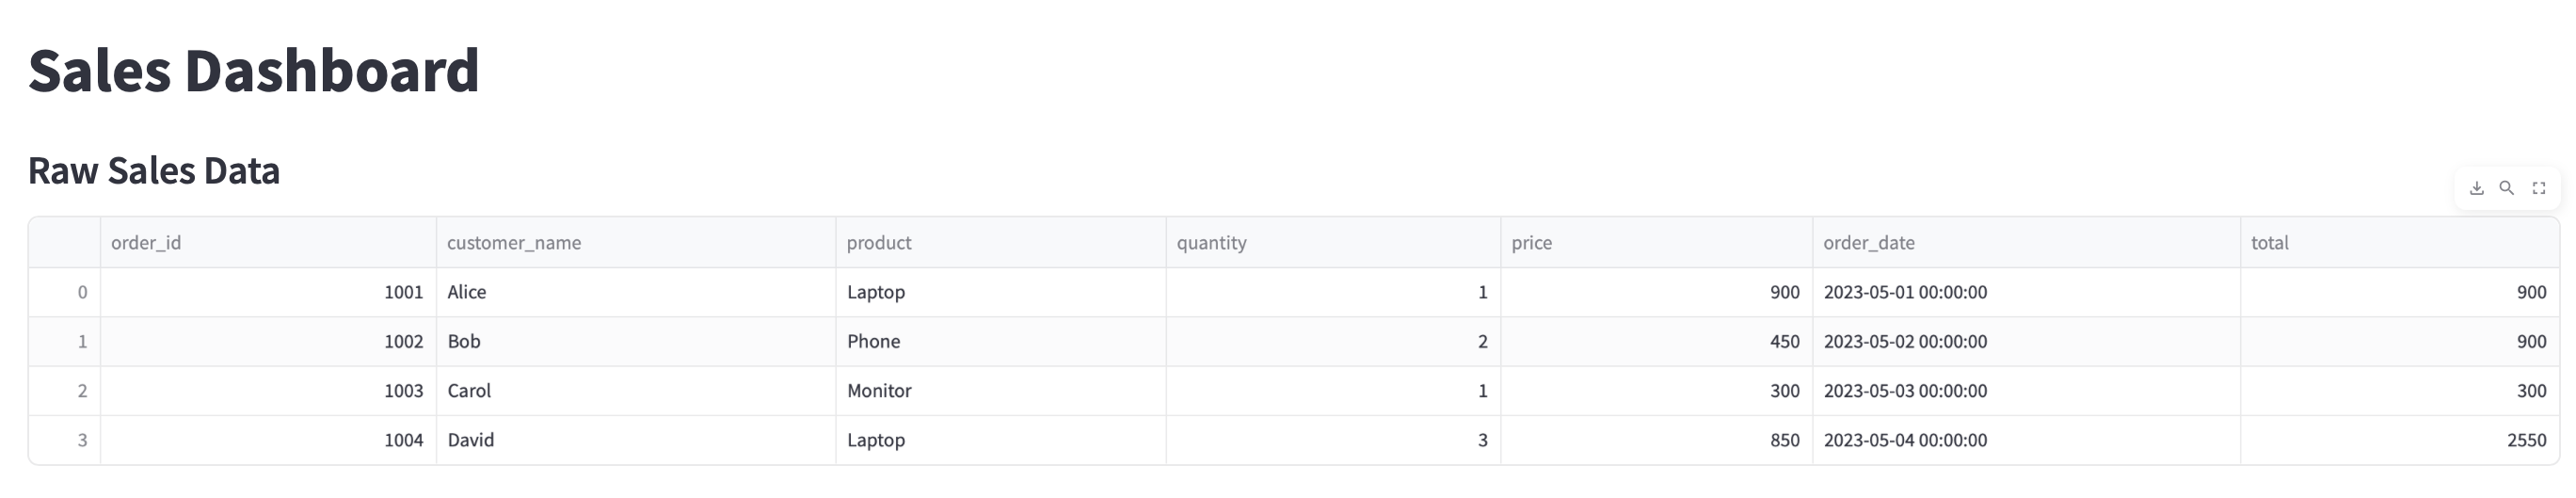 Sales Dashboard
Raw Sales Data
order_id customer_name product quantity price order_date total
0 1001 Alice Laptop 1 900 2023-05-01 00:00:00 900
1 1002 Bob Phone 2 450 2023-05-02 00:00:00 900
2 1003 Carol Monitor 1 300 2023-05-03 00:00:00 300
3 1004 David Laptop 3 850 2023-05-04 00:00:00 2550